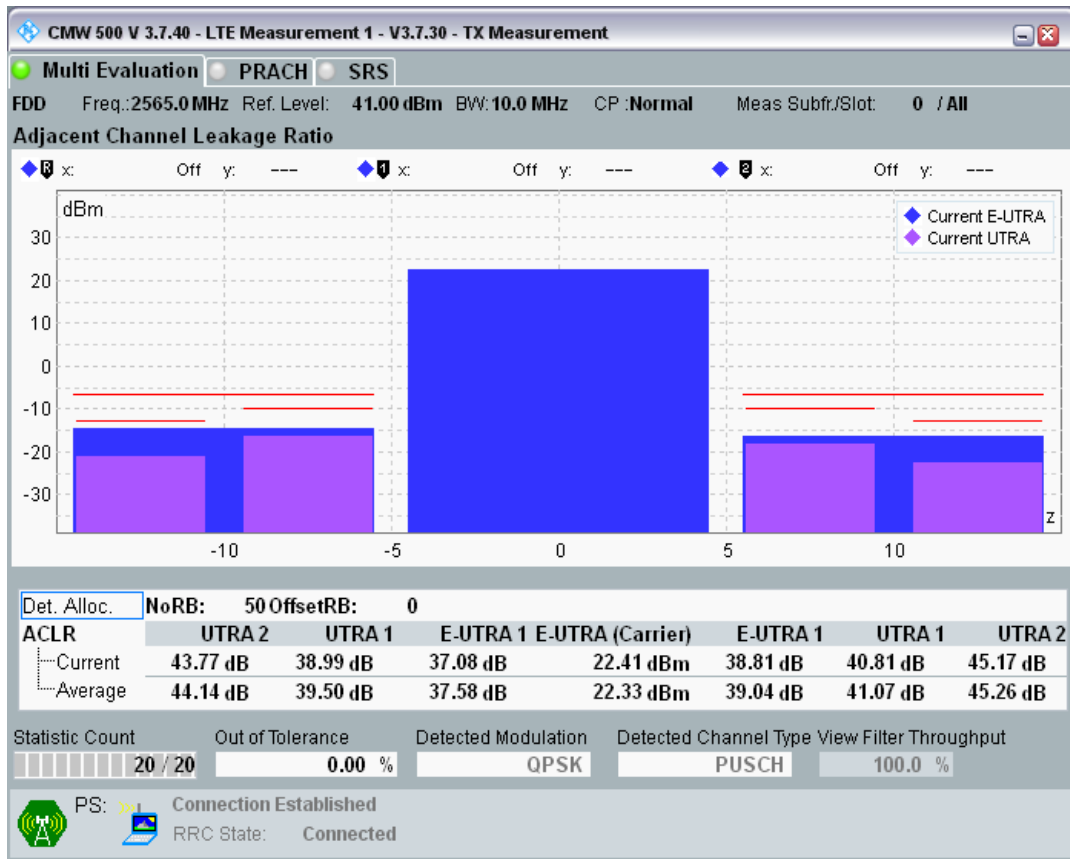 CMW 500 V 3.7.40 - LTE Measurement 1 - V3.7.30 - TX Measurement
Multi Evaluation PRACH SRS
FDD Freq.:2565.0 MHz Ref. Level: 41.00 dBm BW:10.0 MHz CP :Normal Meas Subfr./Slot: 0 / All
Adjacent Channel Leakage Ratio
R x: Off y: --- 1 x: Off y: --- 2 x: Off y: ---
dBm
Current E-UTRA
Current UTRA
30
20
10
0
-10
-20
-30
z
-10 -5 0 5 10
Det. Alloc. NoRB: 50 OffsetRB: 0
ACLR UTRA 2 UTRA 1 E-UTRA 1 E-UTRA (Carrier) E-UTRA 1 UTRA 1 UTRA 2
Current 43.77 dB 38.99 dB 37.08 dB 22.41 dBm 38.81 dB 40.81 dB 45.17 dB
Average 44.14 dB 39.50 dB 37.58 dB 22.33 dBm 39.04 dB 41.07 dB 45.26 dB
Statistic Count Out of Tolerance Detected Modulation Detected Channel Type View Filter Throughput
20 / 20 0.00 % QPSK PUSCH 100.0 %
PS: Connection Established
RRC State: Connected